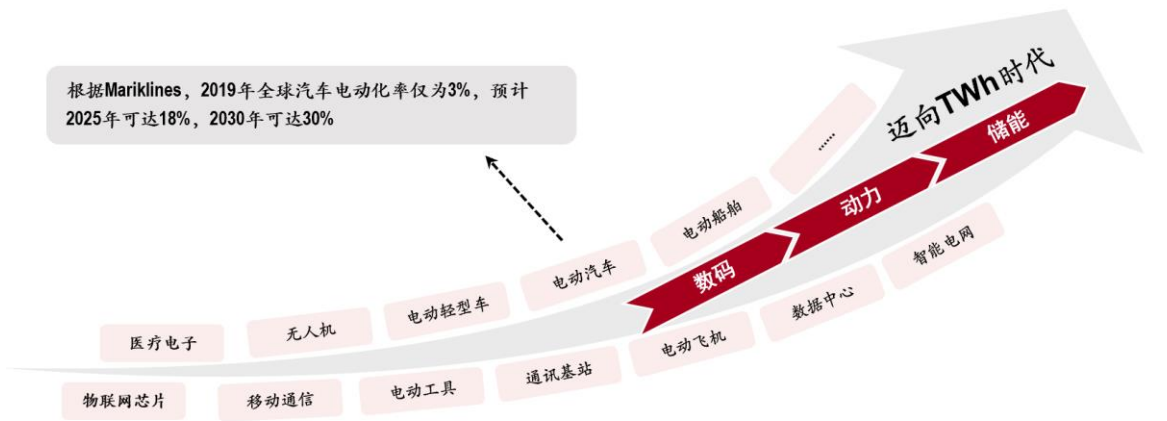 根据Mariklines，2019年全球汽车电动化率仅为3%，预计
2025年可达18%，2030年可达30%
迈向TWh时代
储能
动力
数码
……
电动船舶
电动汽车
电动轻型车
无人机
医疗电子
智能电网
数据中心
电动飞机
通讯基站
电动工具
移动通信
物联网芯片